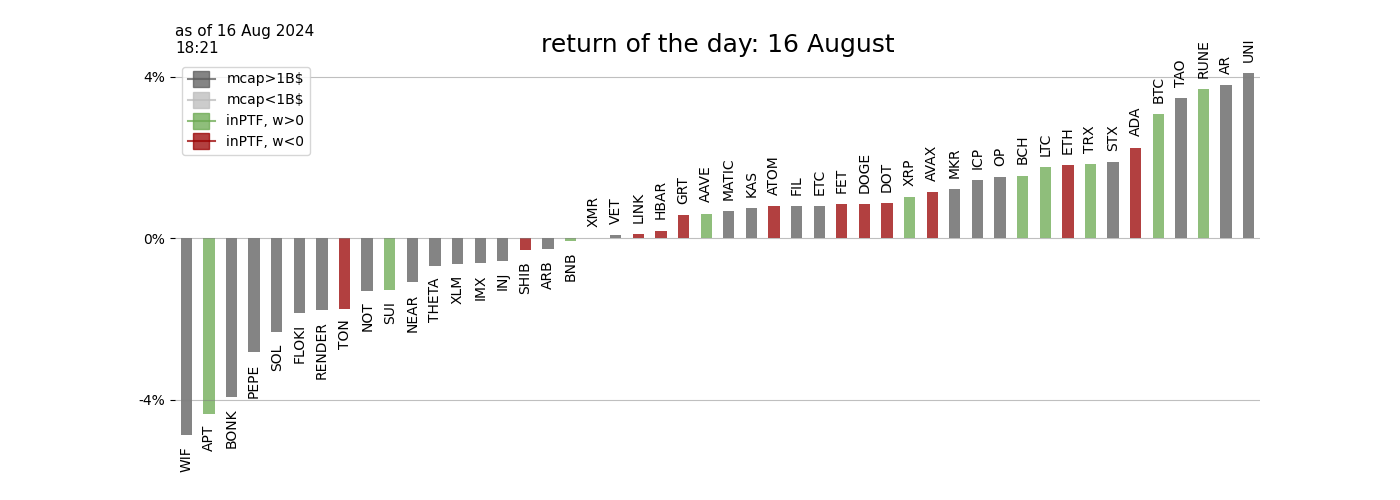 as of 16 Aug 2024
18:21
return of the day: 16 August
4%
0%
-4%
mcap>1B$
mcap<1B$
inPTF, w>0
inPTF, w<0
WIF
APT
BONK
PEPE
SOL
FLOKI
RENDER
TON
NOT
SUI
NEAR
THETA
XLM
IMX
INJ
SHIB
ARB
BNB
XMR
VET
LINK
HBAR
GRT
AAVE
MATIC
KAS
ATOM
FIL
ETC
FET
DOGE
DOT
XRP
AVAX
MKR
ICP
OP
BCH
LTC
ETH
TRX
STX
ADA
BTC
TAO
RUNE
AR
UNI